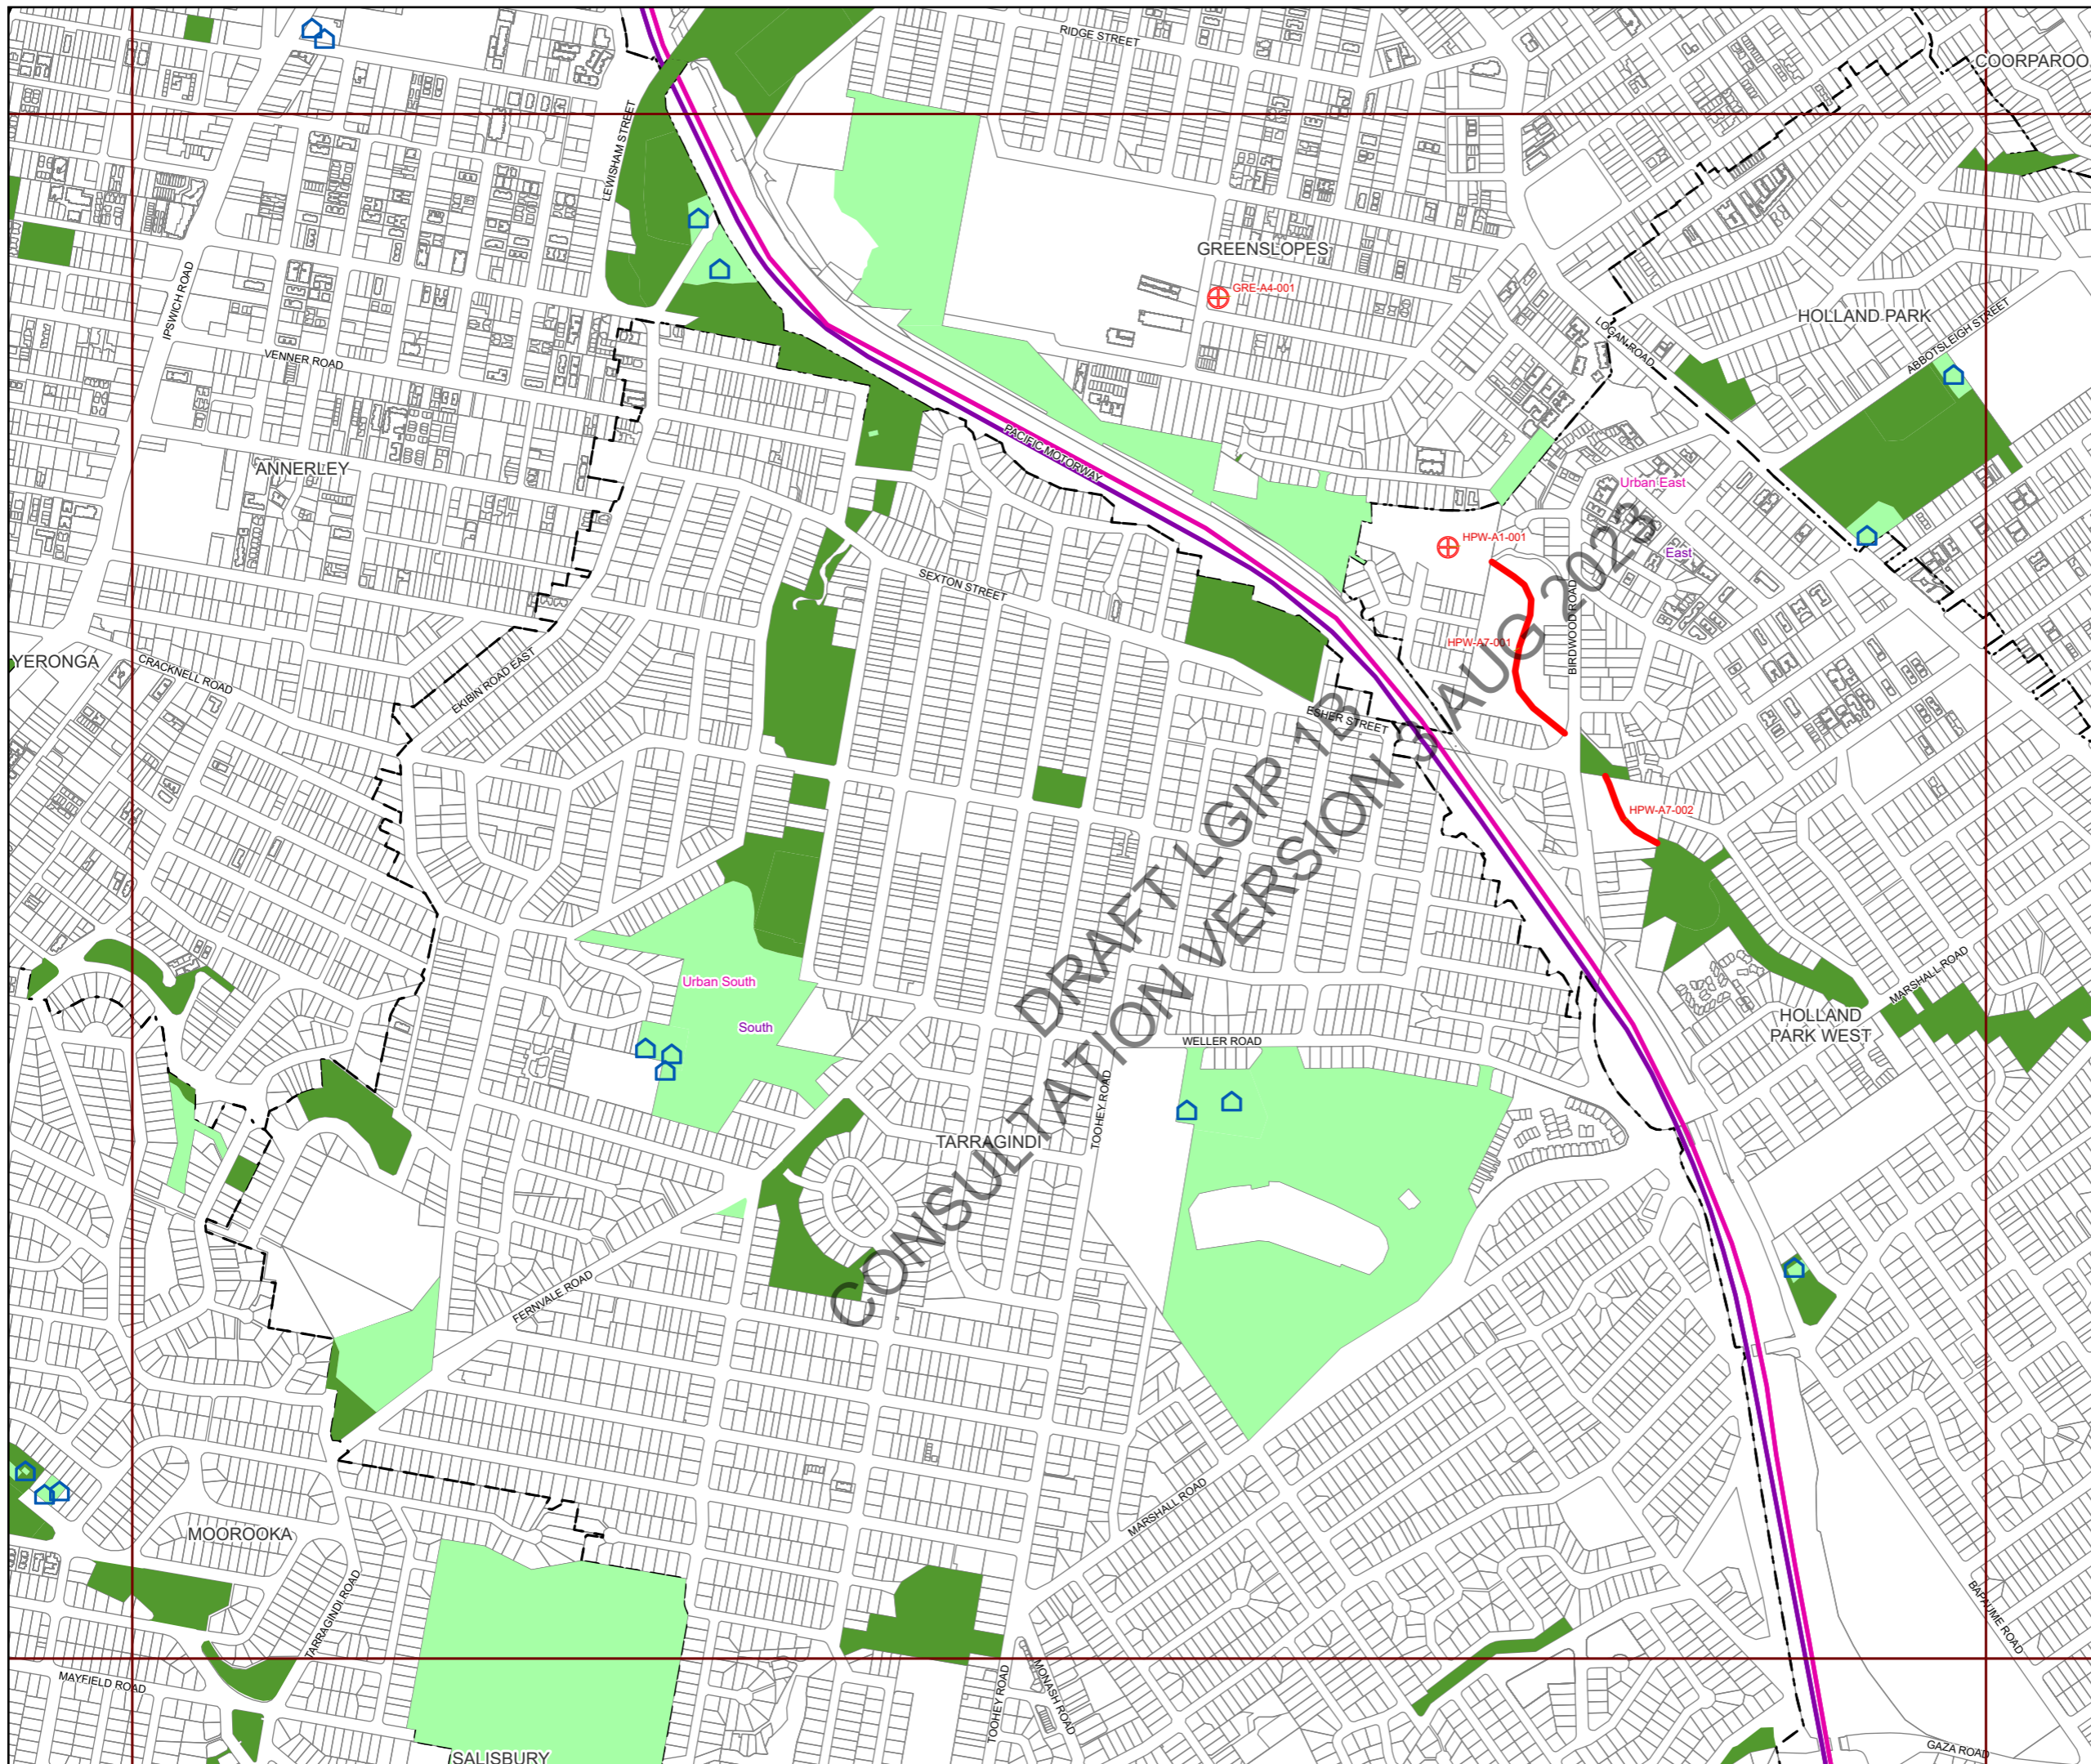 RIDGE STREET
COORPAROO
LEWISHAM STREET
GREENSLOPES
IPSWICH ROAD
GRE-A4-001
HOLLAND PARK
LOGAN ROAD
ABBOTSLEIGH STREET
VENNER ROAD
PACIFIC MOTORWAY
ANNERLEY
Urban East
East
HPW-A1-001
SEXTON STREET
BIRDWOOD ROAD
HPW-A7-001
YERONGA
CRACKNELL ROAD
EKIBIN ROAD EAST
ESHER STREET
HPW-A7-002
DRAFT LGIP 1B
CONSULTATION VERSION 3 AUG 2023
MARSHALL ROAD
Urban South
South
HOLLAND
PARK WEST
WELLER ROAD
TOOHEY ROAD
TARRAGINDI
FERNVALE ROAD
MARSHALL ROAD
MOOROOKA
TARRAGINDI ROAD
BAPAUME ROAD
MAYFIELD ROAD
TOOHEY ROAD
MONASH ROAD
SALISBURY
GAZA ROAD